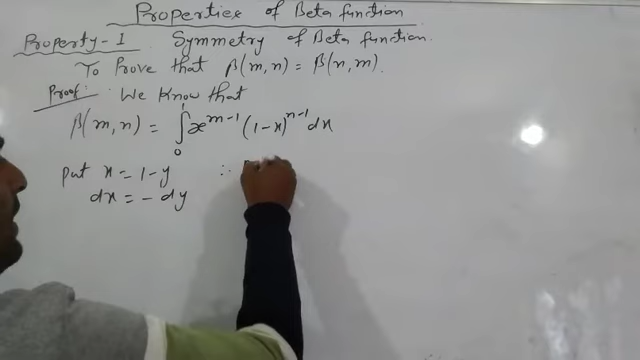 Properties of Beta function
Property-1 Symmetry of Beta function.
To Prove that β(m,n) = β(n,m).
Proof: We know that
β(m,n) = ∫₀¹ x^{m-1} (1-x)^{n-1} dx
put x = 1-y ∴
dx = -dy